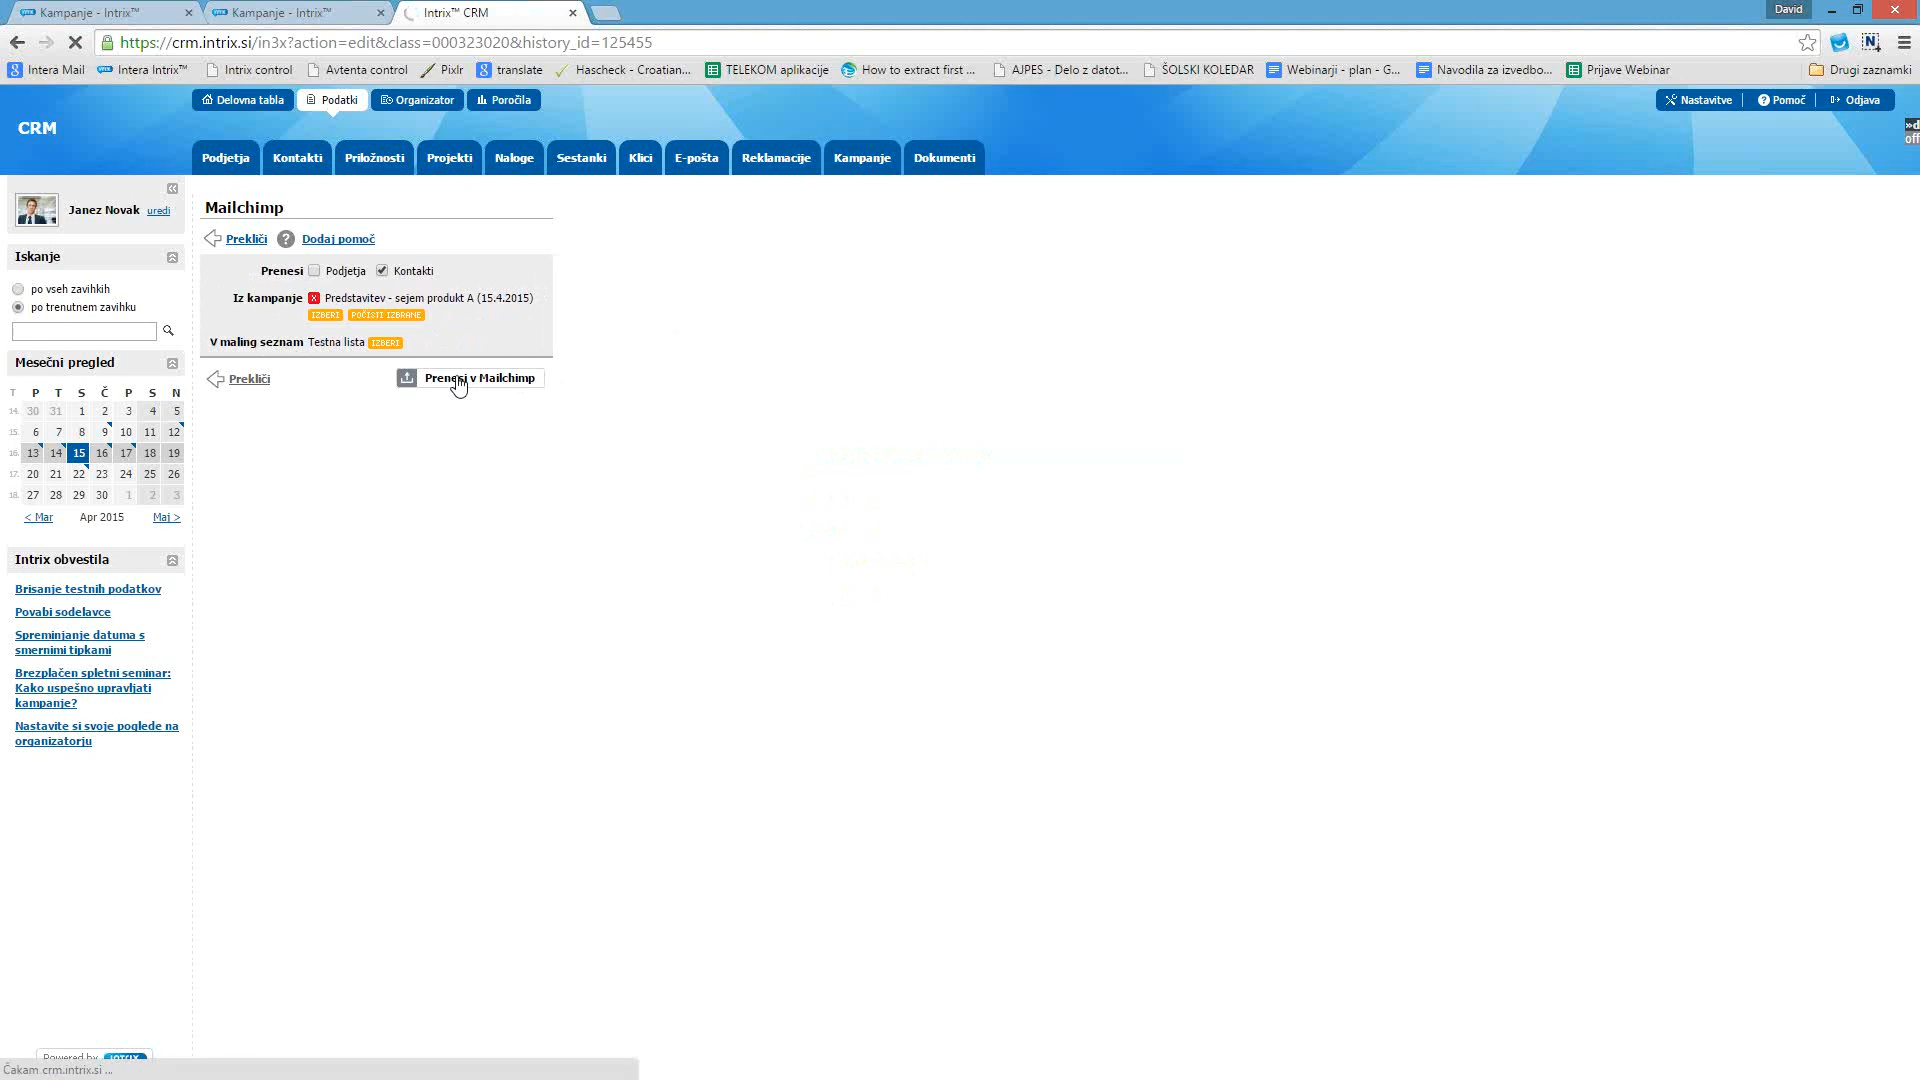 Kampanje - Intrix™
Kampanje - Intrix™
Intrix™ CRM
David
https://crm.intrix.si/in3x?action=edit&class=000323020&history_id=125455
Intera Mail
Intera Intrix™
Intrix control
Avtenta control
Pixlr
translate
Hascheck - Croatian...
TELEKOM aplikacije
How to extract first ...
AJPES - Delo z datot...
ŠOLSKI KOLEDAR
Webinarji - plan - G...
Navodila za izvedbo...
Prijave Webinar
Drugi zaznamki
Delovna tabla
Podatki
Organizator
Poročila
Nastavitve
Pomoč
Odjava
CRM
»d
off
Podjetja
Kontakti
Priložnosti
Projekti
Naloge
Sestanki
Klici
E-pošta
Reklamacije
Kampanje
Dokumenti
Janez Novak uredi
Iskanje
po vseh zavihkih
po trenutnem zavihku
Mesečni pregled
T P T S Č P S N
14. 30 31 1 2 3 4 5
15. 6 7 8 9 10 11 12
16. 13 14 15 16 17 18 19
17. 20 21 22 23 24 25 26
18. 27 28 29 30 1 2 3
< Mar Apr 2015 Maj >
Intrix obvestila
Brisanje testnih podatkov
Povabi sodelavce
Spreminjanje datuma s
smernimi tipkami
Brezplačen spletni seminar:
Kako uspešno upravljati
kampanje?
Nastavite si svoje poglede na
organizatorju
Mailchimp
Prekliči
Dodaj pomoč
Prenesi Podjetja Kontakti
Iz kampanje X Predstavitev - sejem produkt A (15.4.2015)
IZBERI POČISTI IZBRANE
V maling seznam Testna lista IZBERI
Prekliči
Prenesi v Mailchimp
Powered by INTRIX
Čakam crm.intrix.si ...